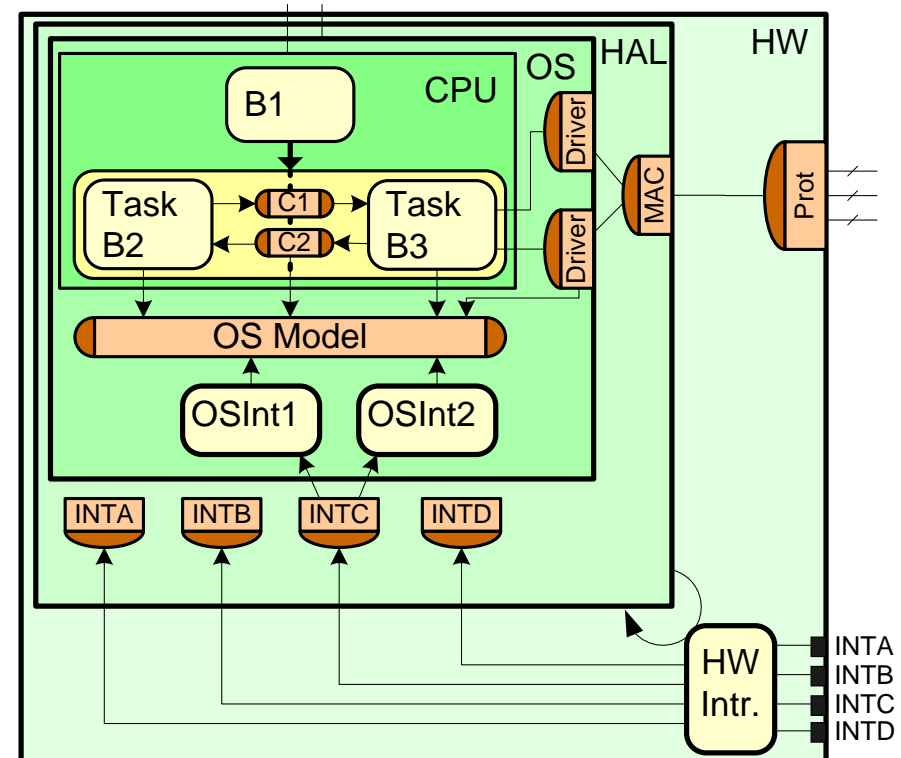 HW
HAL
OS
CPU
B1
Driver
MAC
Prot
Task
B2
C1
C2
Task
B3
Driver
OS Model
OSInt1
OSInt2
INTA
INTB
INTC
INTD
HW
Intr.
INTA
INTB
INTC
INTD